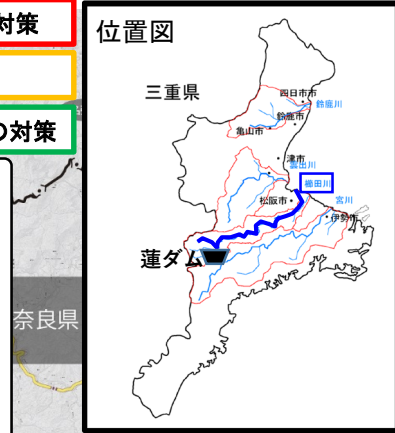 対策
の対策
位置図
三重県
四日市市
鈴鹿川
鈴鹿市
亀山市
津市
雲出川
櫛田川
松阪市
宮川
伊勢市
蓮ダム
奈良県